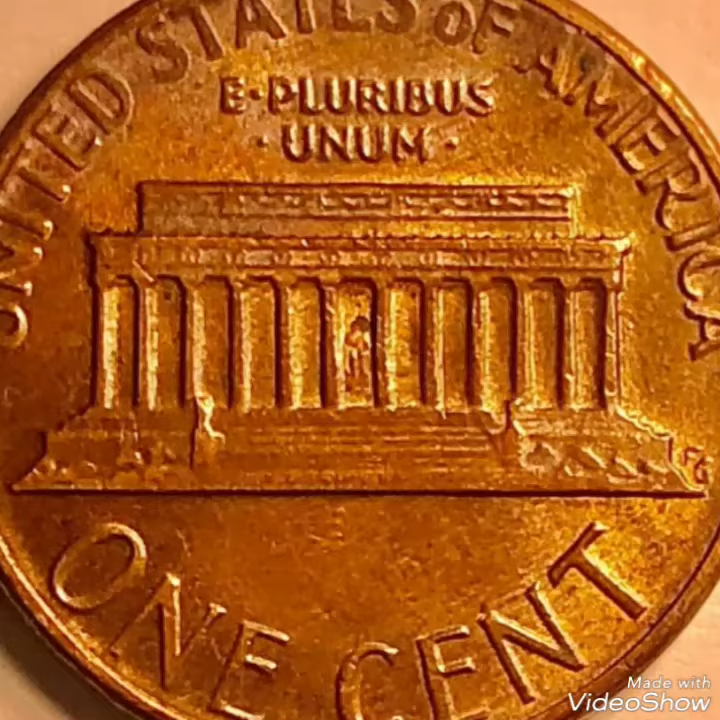 UNITED STATES OF AMERICA
E·PLURIBUS
·UNUM·
FG
ONE CENT
Made with
VideoShow